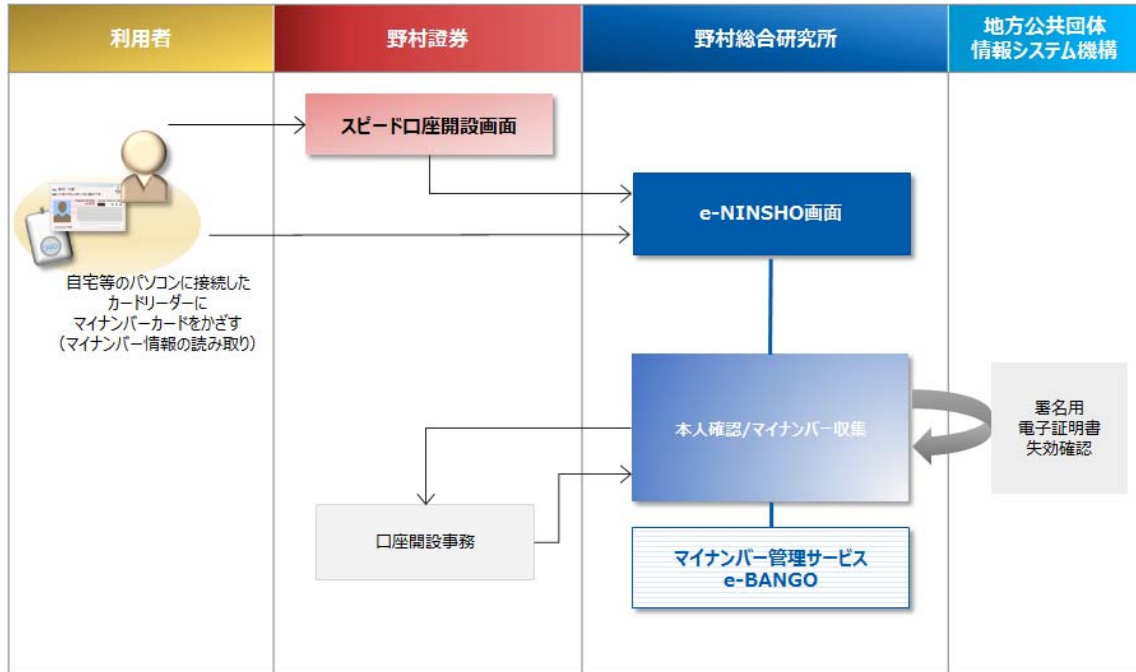 利用者
野村證券
野村総合研究所
地方公共団体
情報システム機構
スピード口座開設画面
e-NINSHO画面
自宅等のパソコンに接続した
カードリーダーに
マイナンバーカードをかざす
（マイナンバー情報の読み取り）
本人確認/マイナンバー収集
署名用
電子証明書
失効確認
口座開設事務
マイナンバー管理サービス
e-BANGO